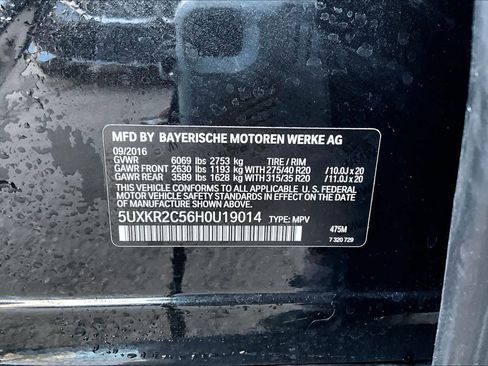 MFD BY BAYERISCHE MOTOREN WERKE AG
09/2016
GVWR 6069 lbs 2753 kg TIRE / RIM
GAWR FRONT 2630 lbs 1193 kg WITH 275/40 R20 /10.0J x 20
GAWR REAR 3589 lbs 1628 kg WITH 315/35 R20 /11.0J x 20
THIS VEHICLE CONFORMS TO ALL APPLICABLE U. S. FEDERAL
MOTOR VEHICLE SAFETY STANDARDS IN EFFECT ON THE DATE
OF MANUFACTURE SHOWN ABOVE.
5UXKR2C56H0U19014 TYPE: MPV 475M
7 320 729